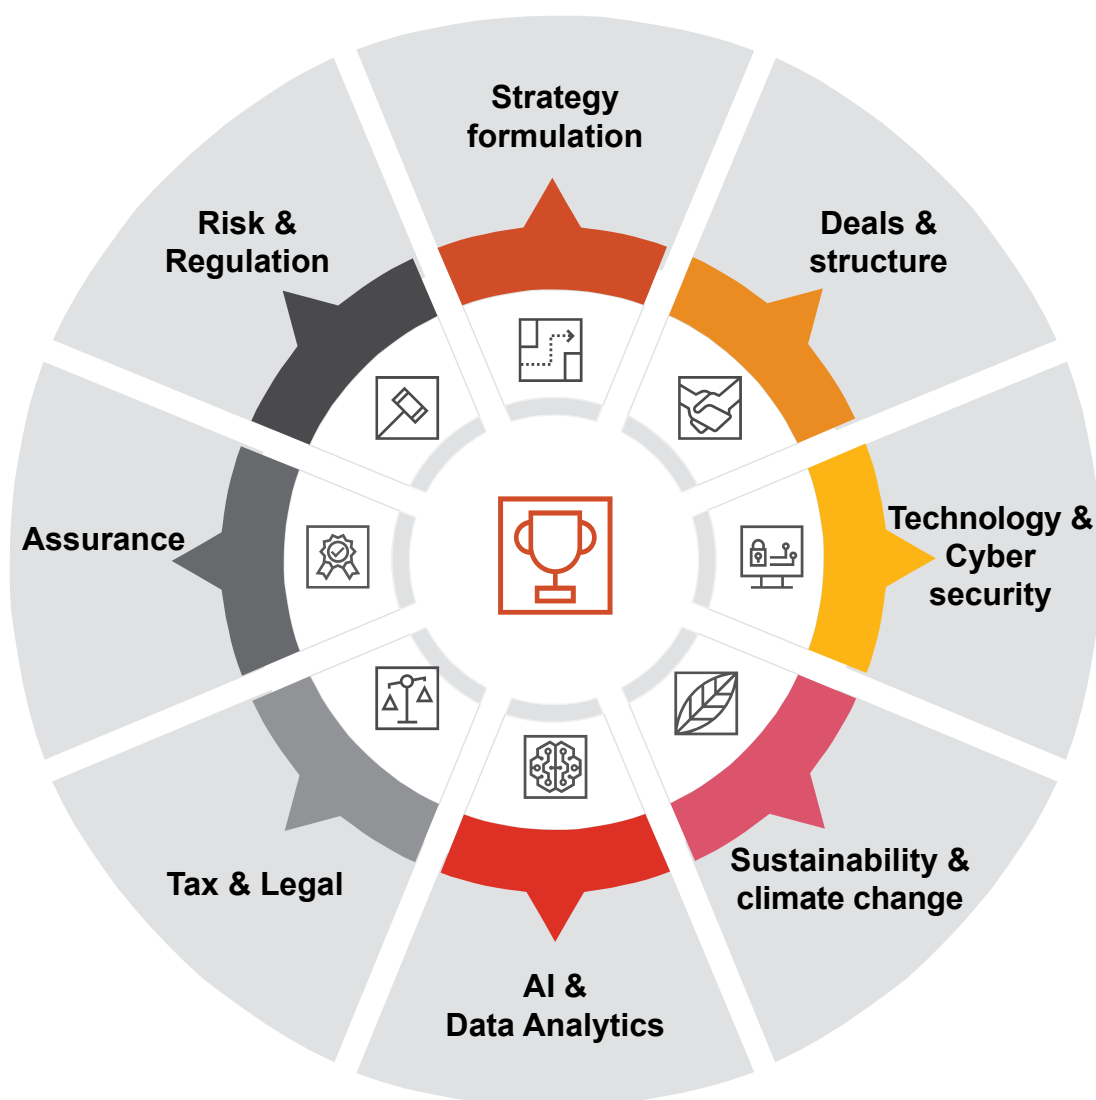 Strategy
formulation
Deals &
structure
Technology &
Cyber
security
Sustainability &
climate change
AI &
Data Analytics
Tax & Legal
Assurance
Risk &
Regulation